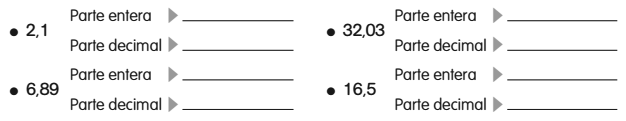 Parte entera
● 2,1
Parte decimal
Parte entera
● 6,89
Parte decimal
Parte entera
● 32,03
Parte decimal
Parte entera
● 16,5
Parte decimal